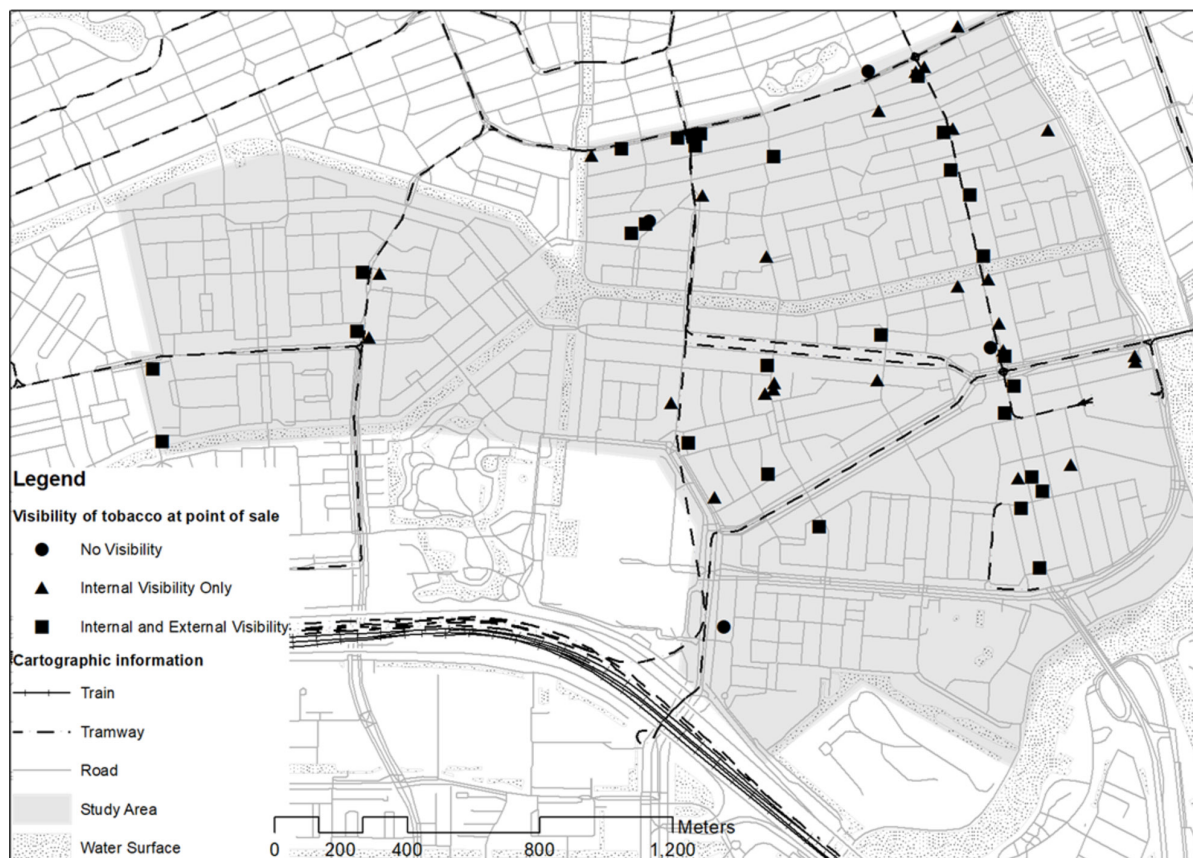 Legend
Visibility of tobacco at point of sale
No Visibility
Internal Visibility Only
Internal and External Visibility
Cartographic information
Train
Tramway
Road
Study Area
Water Surface
Meters
0 200 400 800 1,200